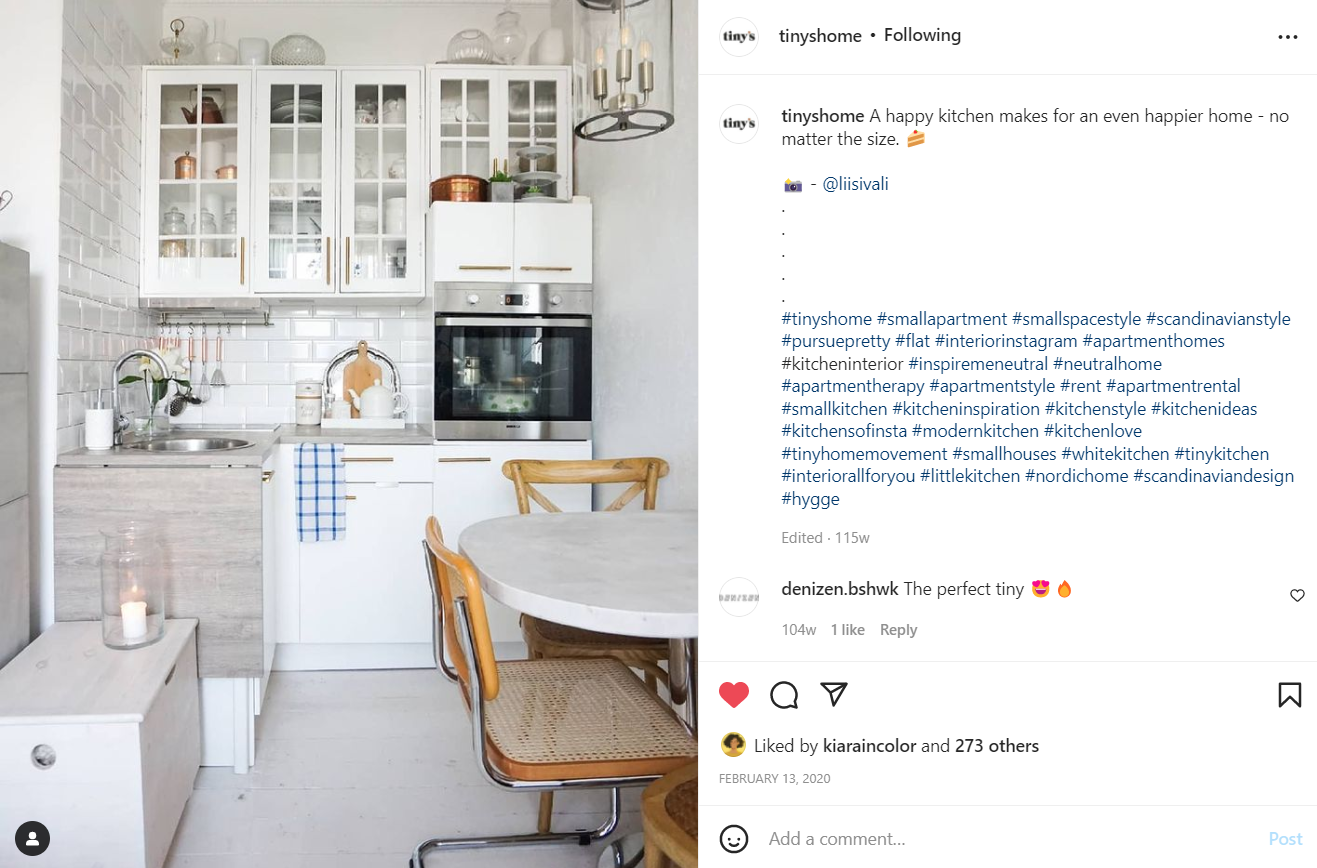 tiny's
tinyshome • Following
tiny's
tinyshome A happy kitchen makes for an even happier home - no
matter the size. 🍰
📸 - @liisivali
.
.
.
.
.
#tinyshome #smallapartment #smallspacestyle #scandinavianstyle
#pursuepretty #flat #interiorinstagram #apartmenthomes
#kitcheninterior #inspiremeneutral #neutralhome
#apartmentherapy #apartmentstyle #rent #apartmentrental
#smallkitchen #kitcheninspiration #kitchenstyle #kitchenideas
#kitchensofinsta #modernkitchen #kitchenlove
#tinyhomemovement #smallhouses #whitekitchen #tinykitchen
#interiorallforyou #littlekitchen #nordichome #scandinaviandesign
#hygge
Edited · 115w
denizen.bshwk The perfect tiny 😍🔥
104w 1 like Reply
Liked by kiaraincolor and 273 others
FEBRUARY 13, 2020
Add a comment... Post